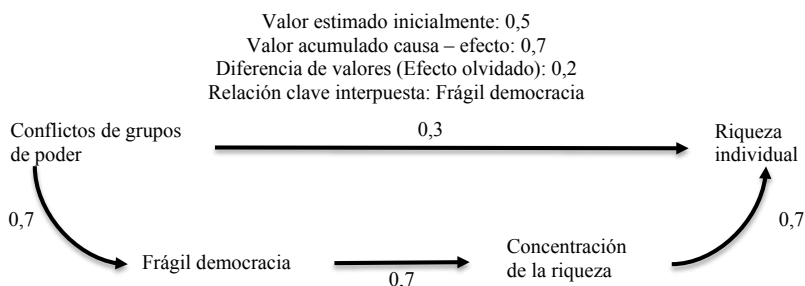 Valor estimado inicialmente: 0,5
Valor acumulado causa – efecto: 0,7
Diferencia de valores (Efecto olvidado): 0,2
Relación clave interpuesta: Frágil democracia
Conflictos de grupos
de poder
0,3
Riqueza
individual
0,7
0,7
Frágil democracia
0,7
Concentración
de la riqueza